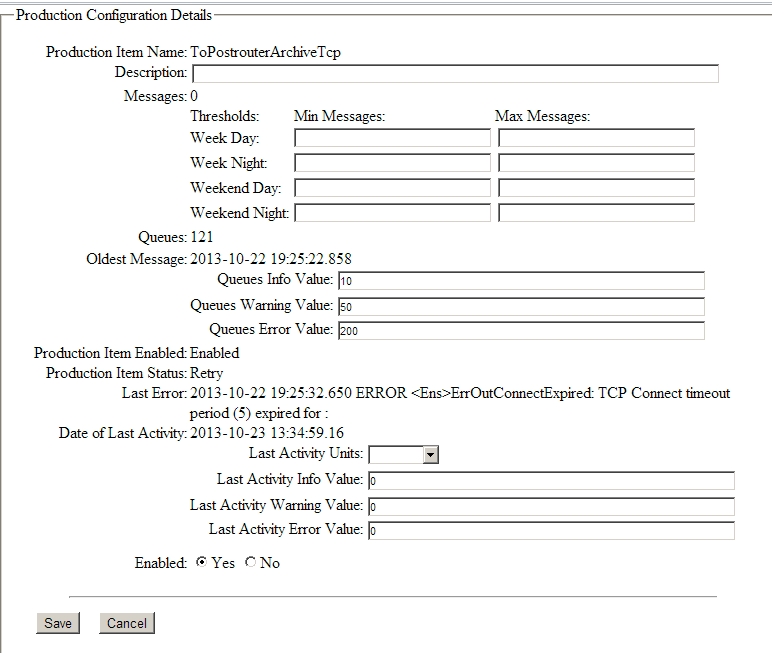 Production Configuration Details
Production Item Name: ToPostrouterArchiveTcp
Description:
Messages: 0
Thresholds: Min Messages: Max Messages:
Week Day:
Week Night:
Weekend Day:
Weekend Night:
Queues: 121
Oldest Message: 2013-10-22 19:25:22.858
Queues Info Value: 10
Queues Warning Value: 50
Queues Error Value: 200
Production Item Enabled: Enabled
Production Item Status: Retry
Last Error: 2013-10-22 19:25:32.650 ERROR <Ens>ErrOutConnectExpired: TCP Connect timeout
period (5) expired for :
Date of Last Activity: 2013-10-23 13:34:59.16
Last Activity Units:
Last Activity Info Value: 0
Last Activity Warning Value: 0
Last Activity Error Value: 0
Enabled: Yes No
Save Cancel